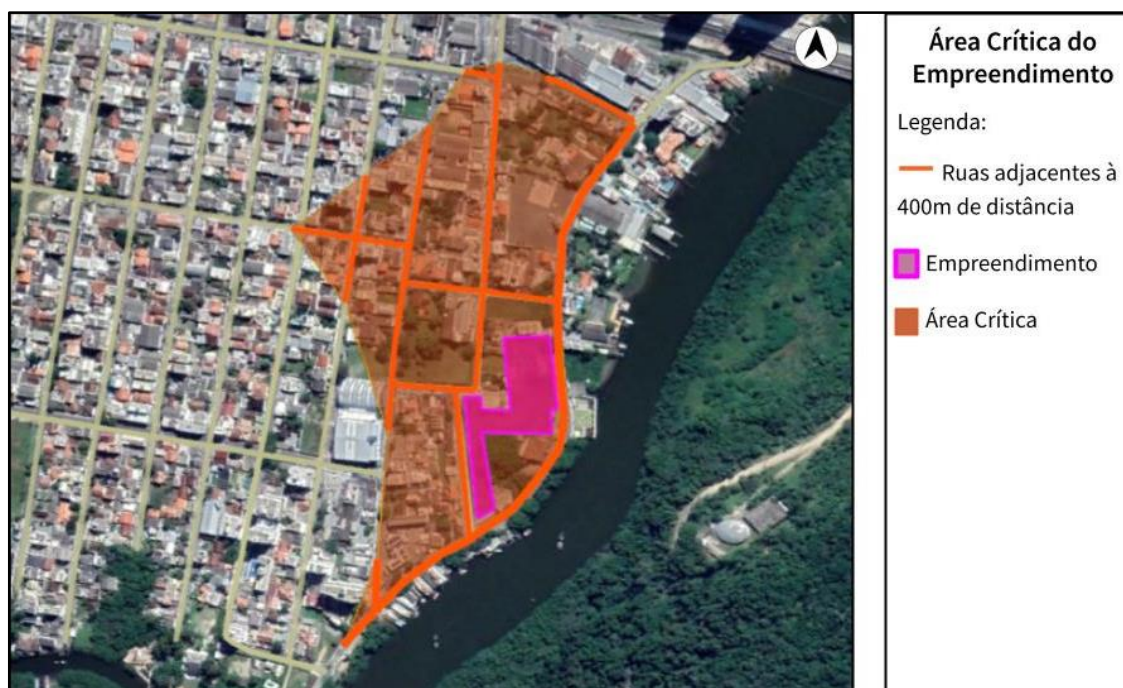 Área Crítica do
Empreendimento
Legenda:
Ruas adjacentes à
400m de distância
Empreendimento
Área Crítica